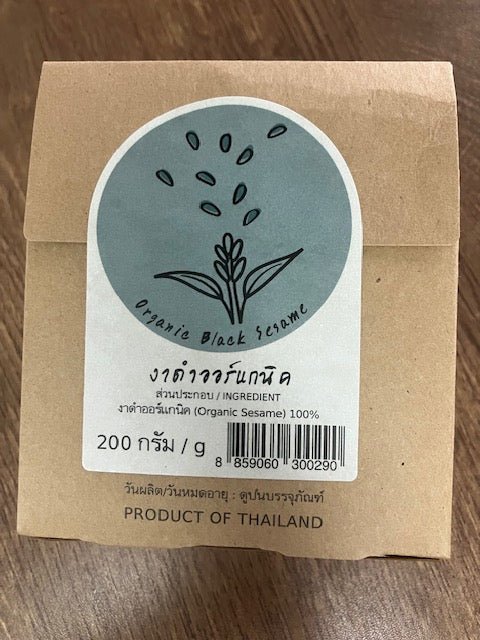 Organic Black Sesame
งาดำออร์แกนิค
ส่วนประกอบ / INGREDIENT
งาดำออร์แกนิค (Organic Sesame) 100%
200 กรัม / g
8 859060 300290
วันผลิต/วันหมดอายุ : ดูบนบรรจุภัณฑ์
PRODUCT OF THAILAND